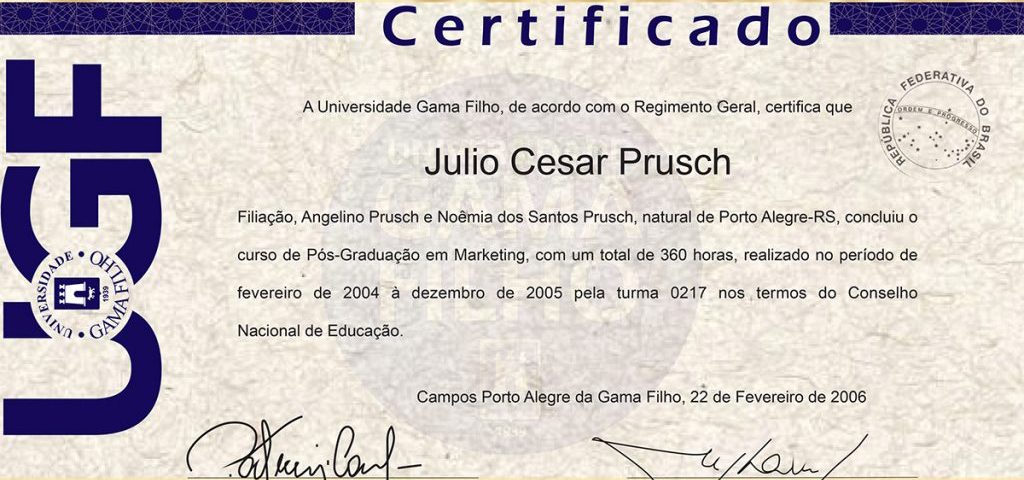 Certificado
UGF
UNIVERSIDADE • GAMA FILHO •
1939
REPÚBLICA FEDERATIVA DO BRASIL
ORDEM E PROGRESSO
A Universidade Gama Filho, de acordo com o Regimento Geral, certifica que
Julio Cesar Prusch
Filiação, Angelino Prusch e Noêmia dos Santos Prusch, natural de Porto Alegre-RS, concluiu o
curso de Pós-Graduação em Marketing, com um total de 360 horas, realizado no período de
fevereiro de 2004 à dezembro de 2005 pela turma 0217 nos termos do Conselho
Nacional de Educação.
GAMA
FILHO
Campos Porto Alegre da Gama Filho, 22 de Fevereiro de 2006